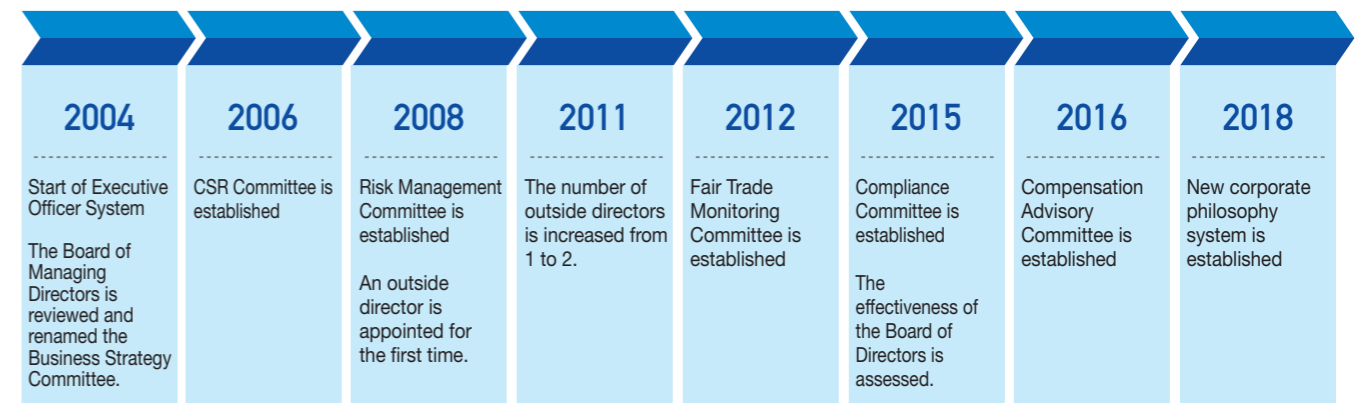 2004
Start of Executive
Officer System
The Board of
Managing
Directors is
reviewed and
renamed the
Business Strategy
Committee.
2006
CSR Committee is
established
2008
Risk Management
Committee is
established
An outside
director is
appointed for
the first time.
2011
The number of
outside directors
is increased from
1 to 2.
2012
Fair Trade
Monitoring
Committee is
established
2015
Compliance
Committee is
established
The
effectiveness of
the Board of
Directors is
assessed.
2016
Compensation
Advisory
Committee is
established
2018
New corporate
philosophy
system is
established